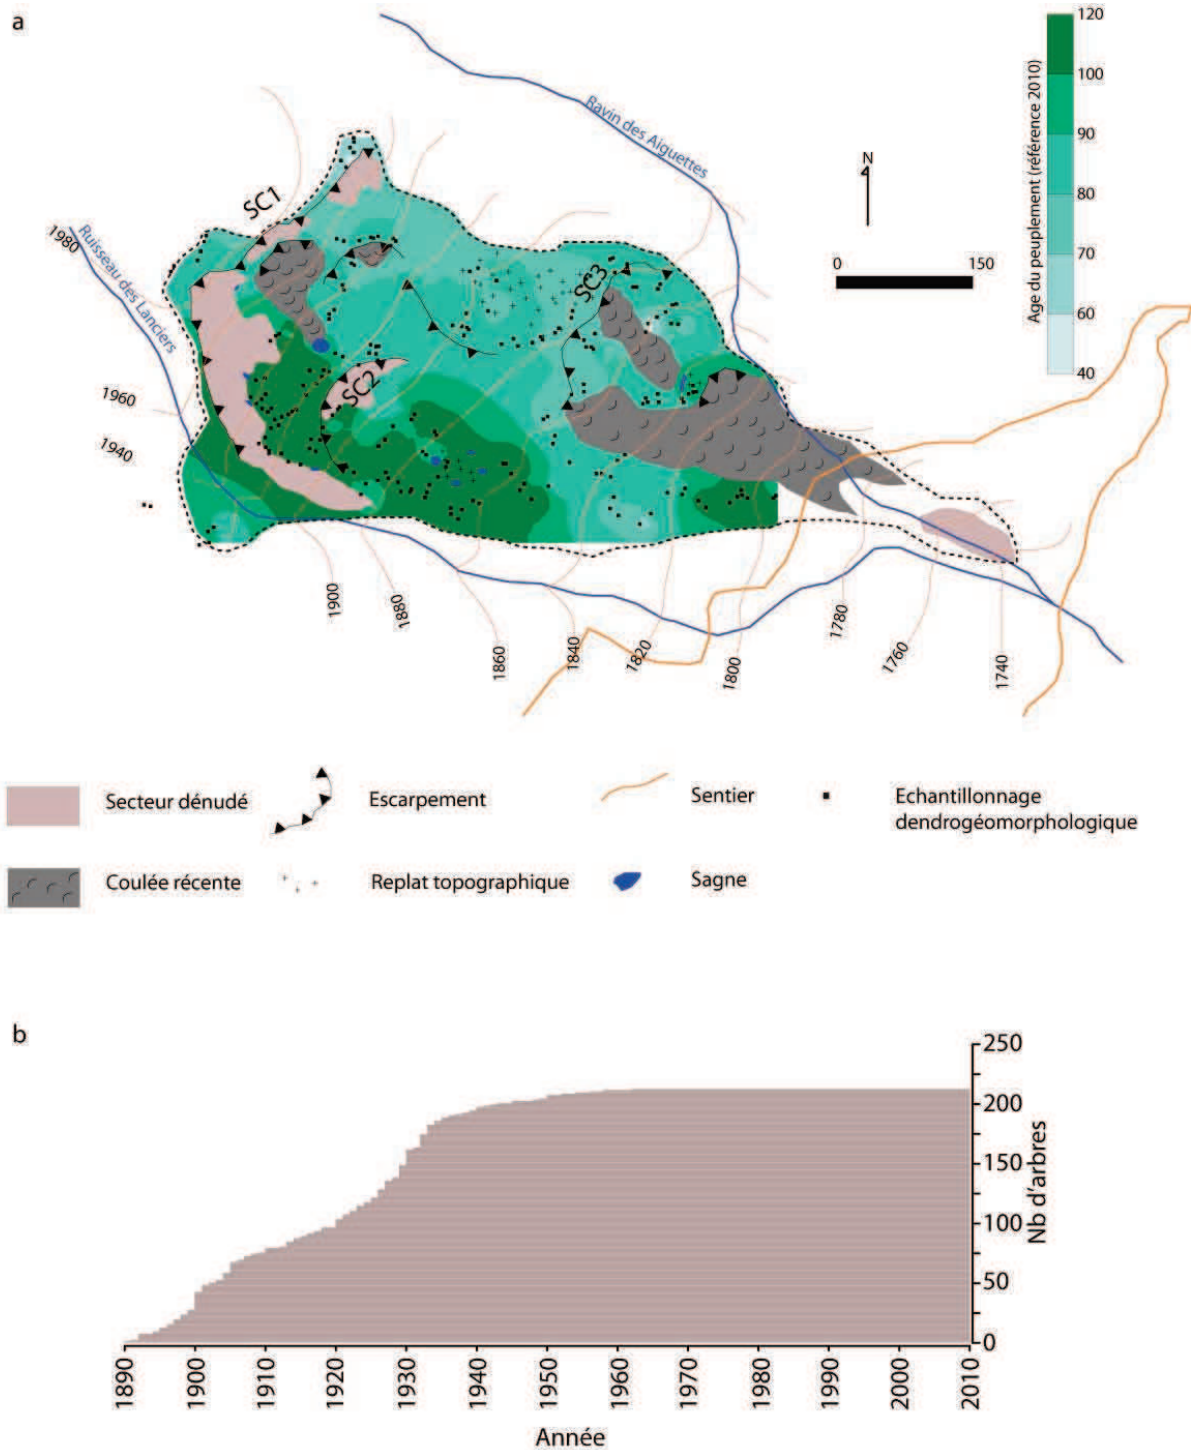 a
Ravin des Aiguettes
Ruisseau des Lanciers
N
0 150
Age du peuplement (référence 2010)
120
100
90
80
70
60
40
SC1
SC2
SC3
1980
1960
1940
1900
1880
1860
1840
1820
1800
1780
1760
1740
Secteur dénudé
Escarpement
Sentier
Echantillonnage
dendrogéomorphologique
Coulée récente
Replat topographique
Sagne
b
250
200
150
100
50
0
Nb d'arbres
1890 1900 1910 1920 1930 1940 1950 1960 1970 1980 1990 2000 2010
Année